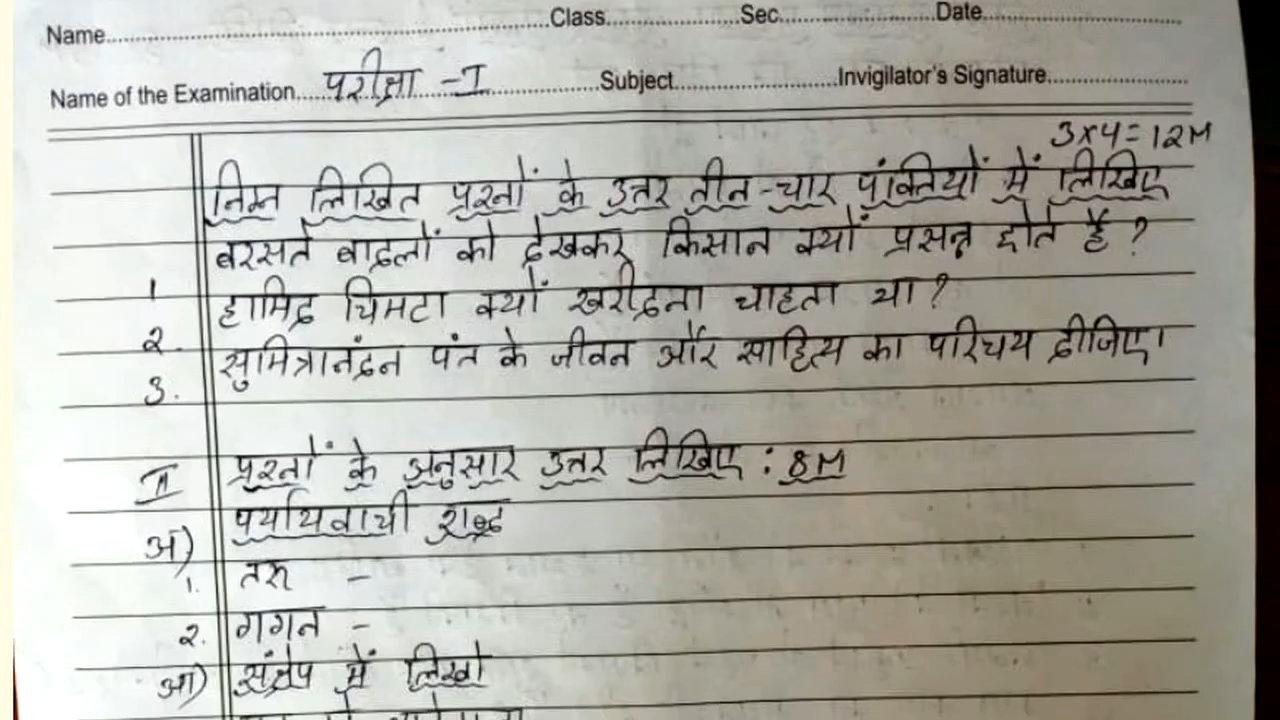 Name............Class............Sec............Date............
Name of the Examination......परीक्षा -I......Subject............Invigilator's Signature............
3x4=12M
निम्न लिखित प्रश्नों के उत्तर तीन-चार पंक्तियों में लिखिए
बरसते बादलों को देखकर किसान क्यों प्रसन्न होते है ?
1 हामिद चिमटा क्यों खरीदना चाहता था ?
2. सुमित्रानंदन पंत के जीवन और साहित्य का परिचय दीजिए।
3.
II प्रश्नों के अनुसार उत्तर लिखिए : 8M
पर्यायवाची शब्द
अ)
1. तरू -
2. गगन -
आ) संक्षेप में लिखो